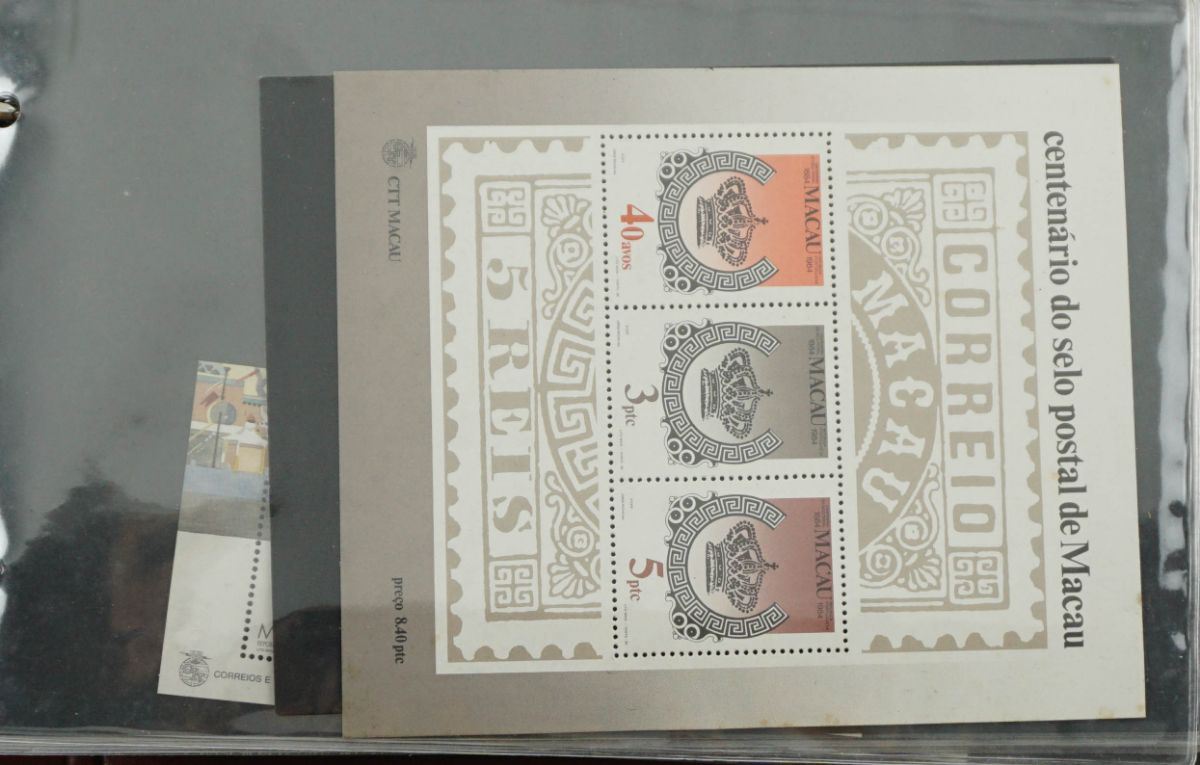 centenário do selo postal de Macau
CORREIO
MACAU
1884 MACAU 1984
40 avos
1884 MACAU 1984
3 ptc
1884 MACAU 1984
5 ptc
5 REIS
CTT MACAU
preço 8.40 ptc
CORREIOS E